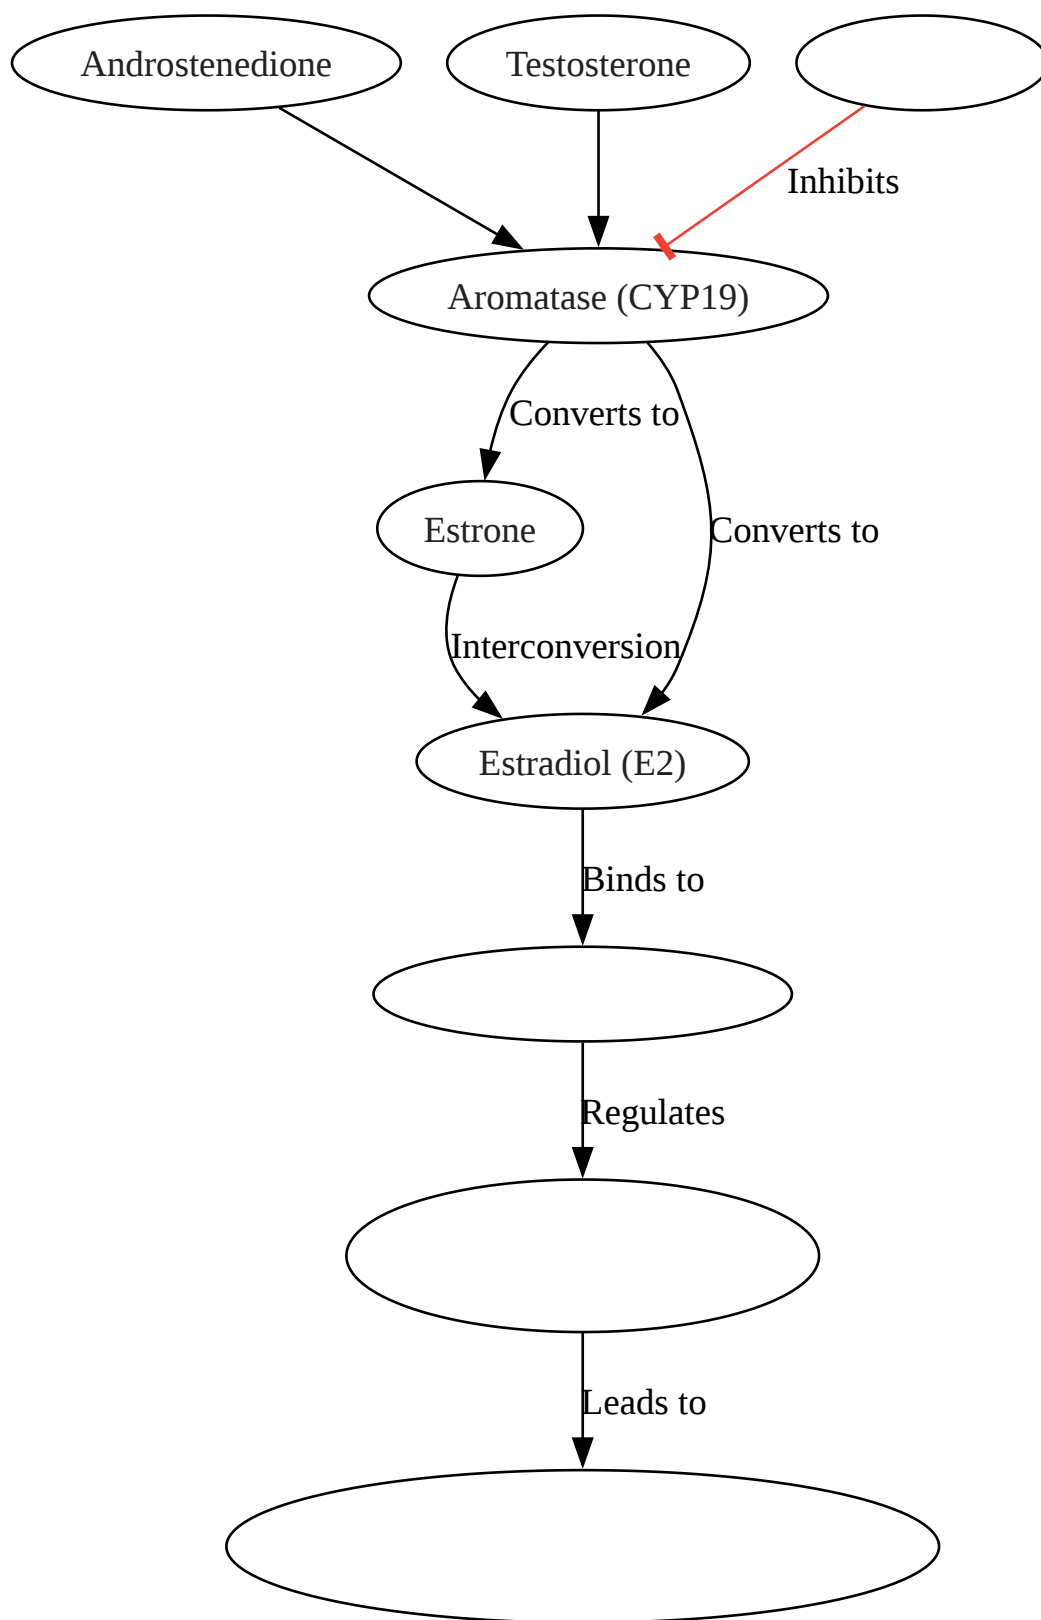 Androstenedione
Testosterone
Inhibits
Aromatase (CYP19)
Converts to
Estrone
Converts to
Interconversion
Estradiol (E2)
Binds to
Regulates
Leads to